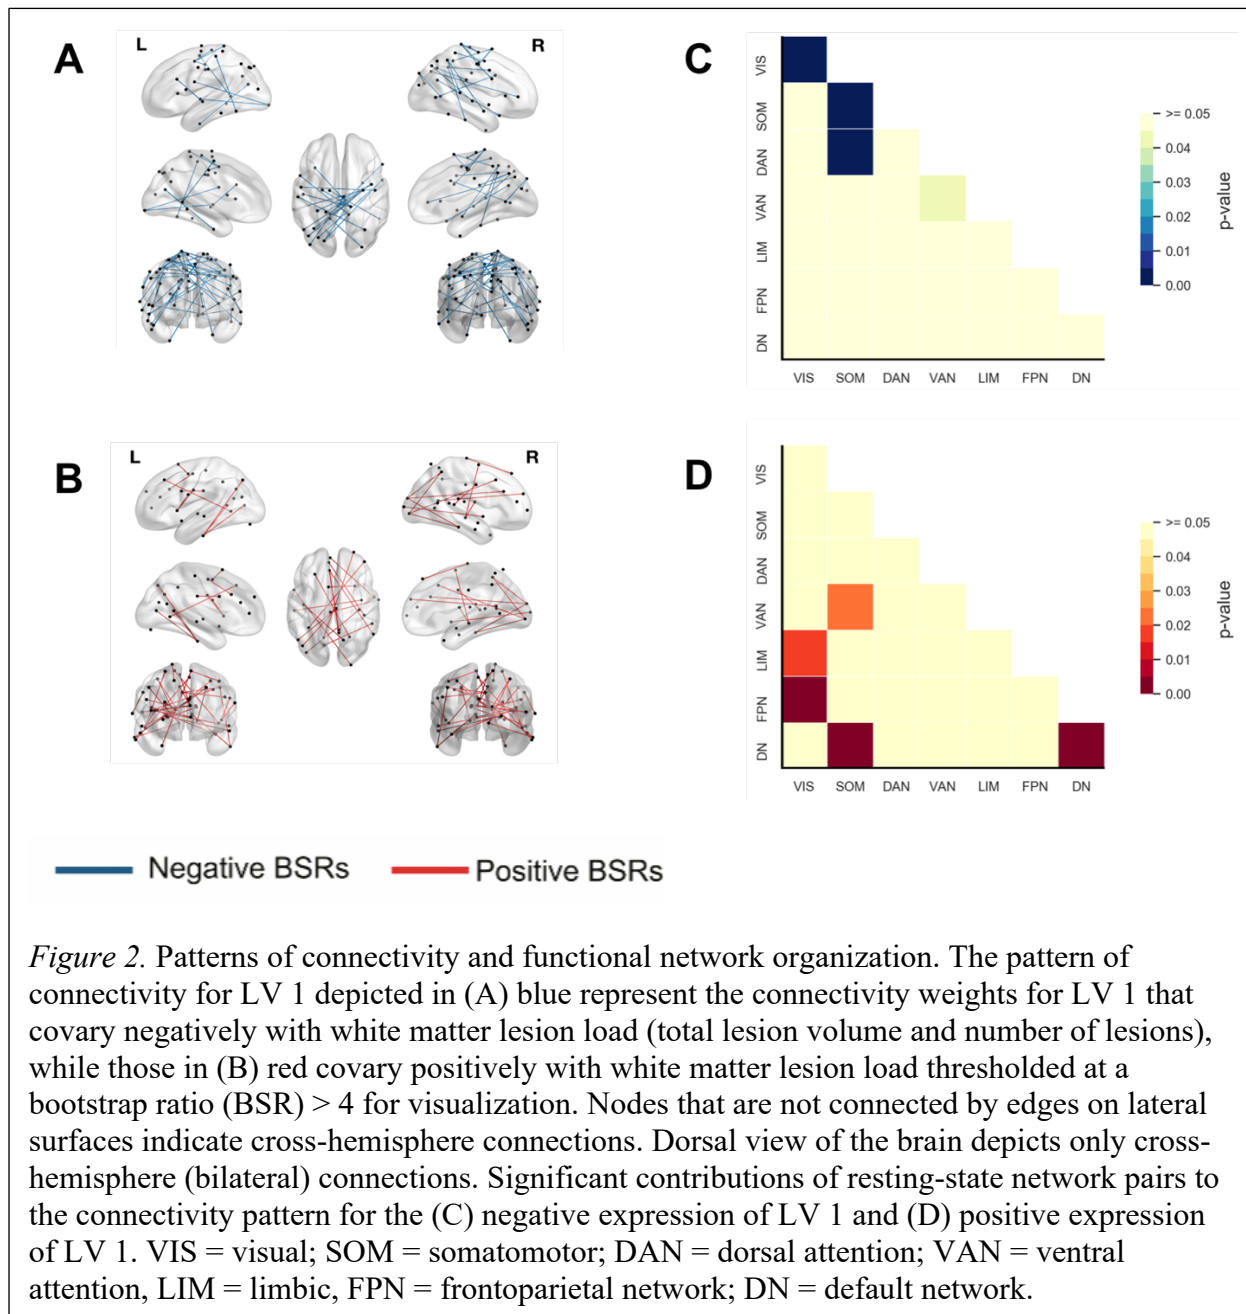 A
L
R
C
VIS
SOM
DAN
VAN
LIM
FPN
DN
VIS SOM DAN VAN LIM FPN DN
>= 0.05
0.04
0.03
0.02
0.01
0.00
p-value
B
L
R
D
VIS
SOM
DAN
VAN
LIM
FPN
DN
VIS SOM DAN VAN LIM FPN DN
>= 0.05
0.04
0.03
0.02
0.01
0.00
p-value
Negative BSRs Positive BSRs
Figure 2. Patterns of connectivity and functional network organization. The pattern of
connectivity for LV 1 depicted in (A) blue represent the connectivity weights for LV 1 that
covary negatively with white matter lesion load (total lesion volume and number of lesions),
while those in (B) red covary positively with white matter lesion load thresholded at a
bootstrap ratio (BSR) > 4 for visualization. Nodes that are not connected by edges on lateral
surfaces indicate cross-hemisphere connections. Dorsal view of the brain depicts only cross-
hemisphere (bilateral) connections. Significant contributions of resting-state network pairs to
the connectivity pattern for the (C) negative expression of LV 1 and (D) positive expression
of LV 1. VIS = visual; SOM = somatomotor; DAN = dorsal attention; VAN = ventral
attention, LIM = limbic, FPN = frontoparietal network; DN = default network.